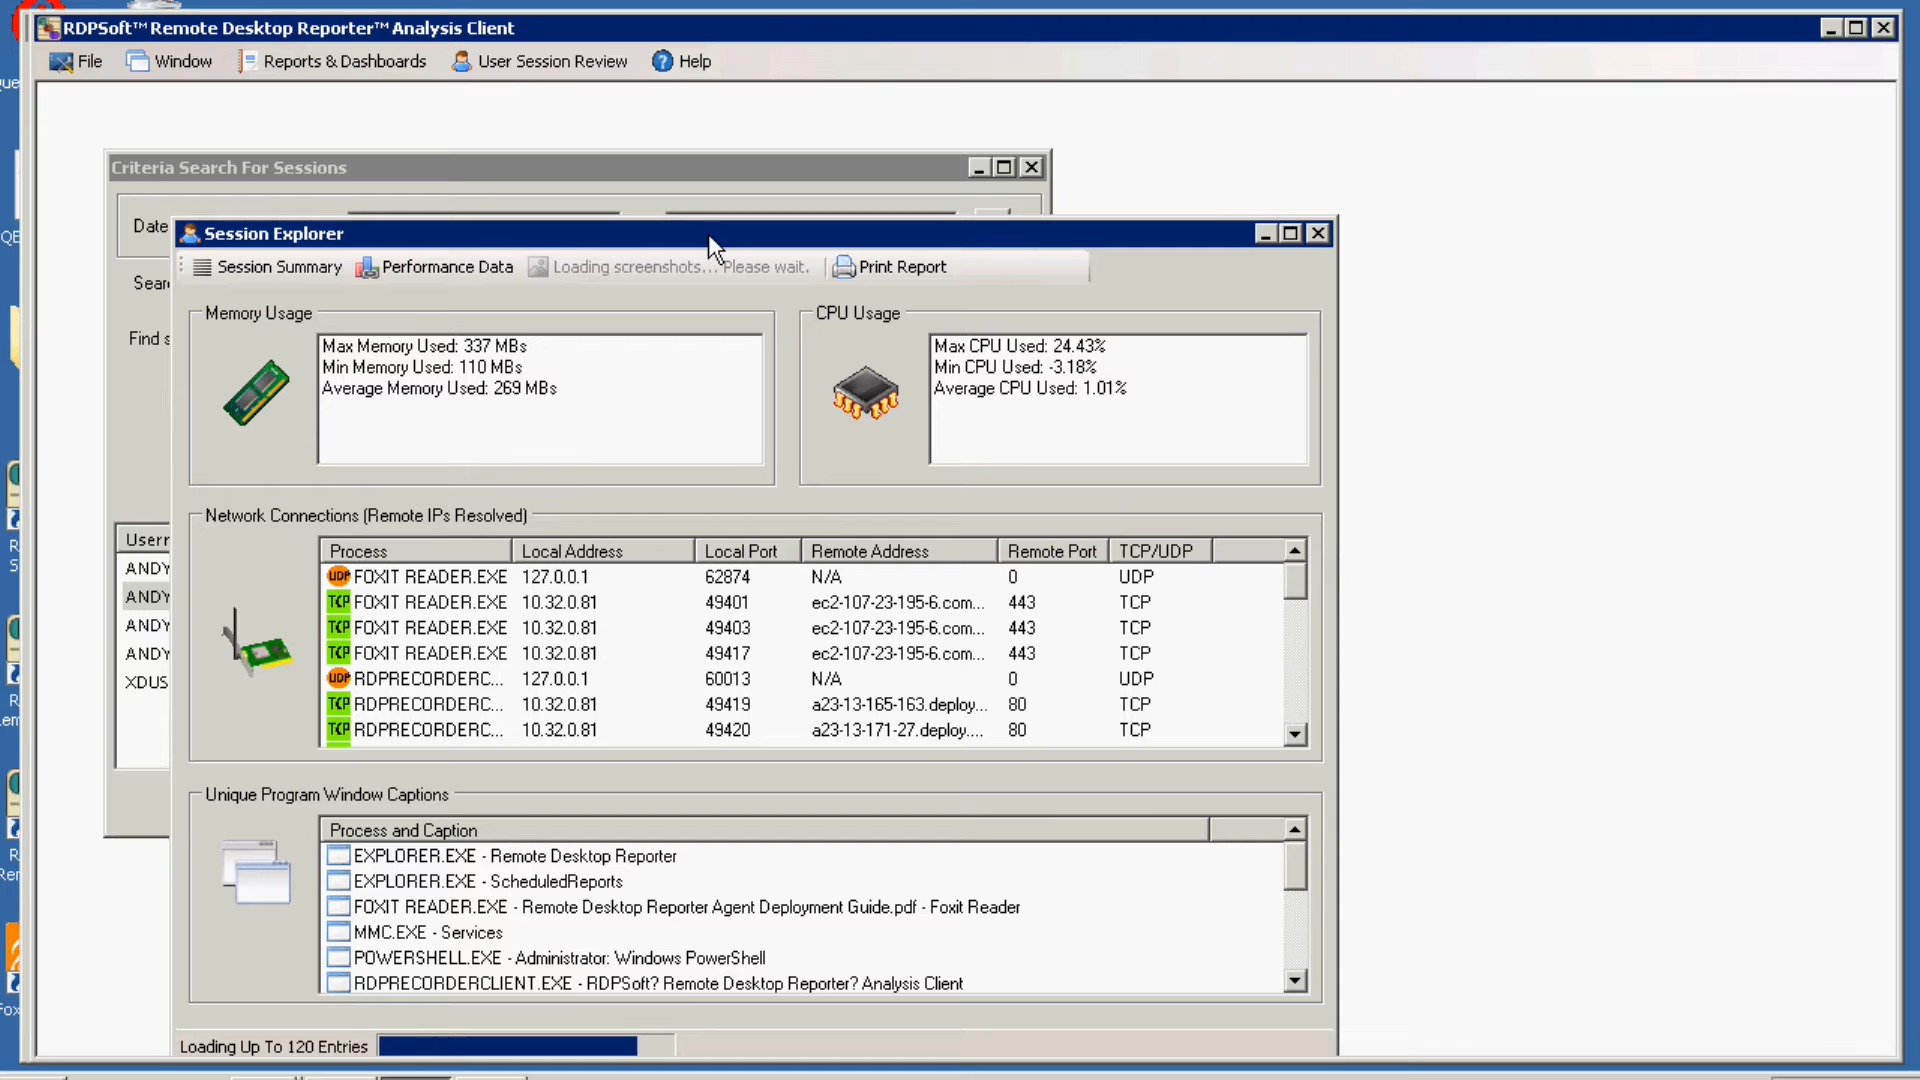 RDPSoft™ Remote Desktop Reporter™ Analysis Client
File Window Reports & Dashboards User Session Review Help
Criteria Search For Sessions
Date
Session Explorer
Session Summary Performance Data Loading screenshots... Please wait. Print Report
Sear
Find s
Memory Usage
Max Memory Used: 337 MBs
Min Memory Used: 110 MBs
Average Memory Used: 269 MBs
CPU Usage
Max CPU Used: 24.43%
Min CPU Used: -3.18%
Average CPU Used: 1.01%
Network Connections (Remote IPs Resolved)
Process Local Address Local Port Remote Address Remote Port TCP/UDP
UDP FOXIT READER.EXE 127.0.0.1 62874 N/A 0 UDP
TCP FOXIT READER.EXE 10.32.0.81 49401 ec2-107-23-195-6.com... 443 TCP
TCP FOXIT READER.EXE 10.32.0.81 49403 ec2-107-23-195-6.com... 443 TCP
TCP FOXIT READER.EXE 10.32.0.81 49417 ec2-107-23-195-6.com... 443 TCP
UDP RDPRECORDERC... 127.0.0.1 60013 N/A 0 UDP
TCP RDPRECORDERC... 10.32.0.81 49419 a23-13-165-163.deploy... 80 TCP
TCP RDPRECORDERC... 10.32.0.81 49420 a23-13-171-27.deploy.... 80 TCP
Usern
ANDY
ANDY
ANDY
ANDY
XDUS
Unique Program Window Captions
Process and Caption
EXPLORER.EXE - Remote Desktop Reporter
EXPLORER.EXE - ScheduledReports
FOXIT READER.EXE - Remote Desktop Reporter Agent Deployment Guide.pdf - Foxit Reader
MMC.EXE - Services
POWERSHELL.EXE - Administrator: Windows PowerShell
RDPRECORDERCLIENT.EXE - RDPSoft? Remote Desktop Reporter? Analysis Client
Loading Up To 120 Entries